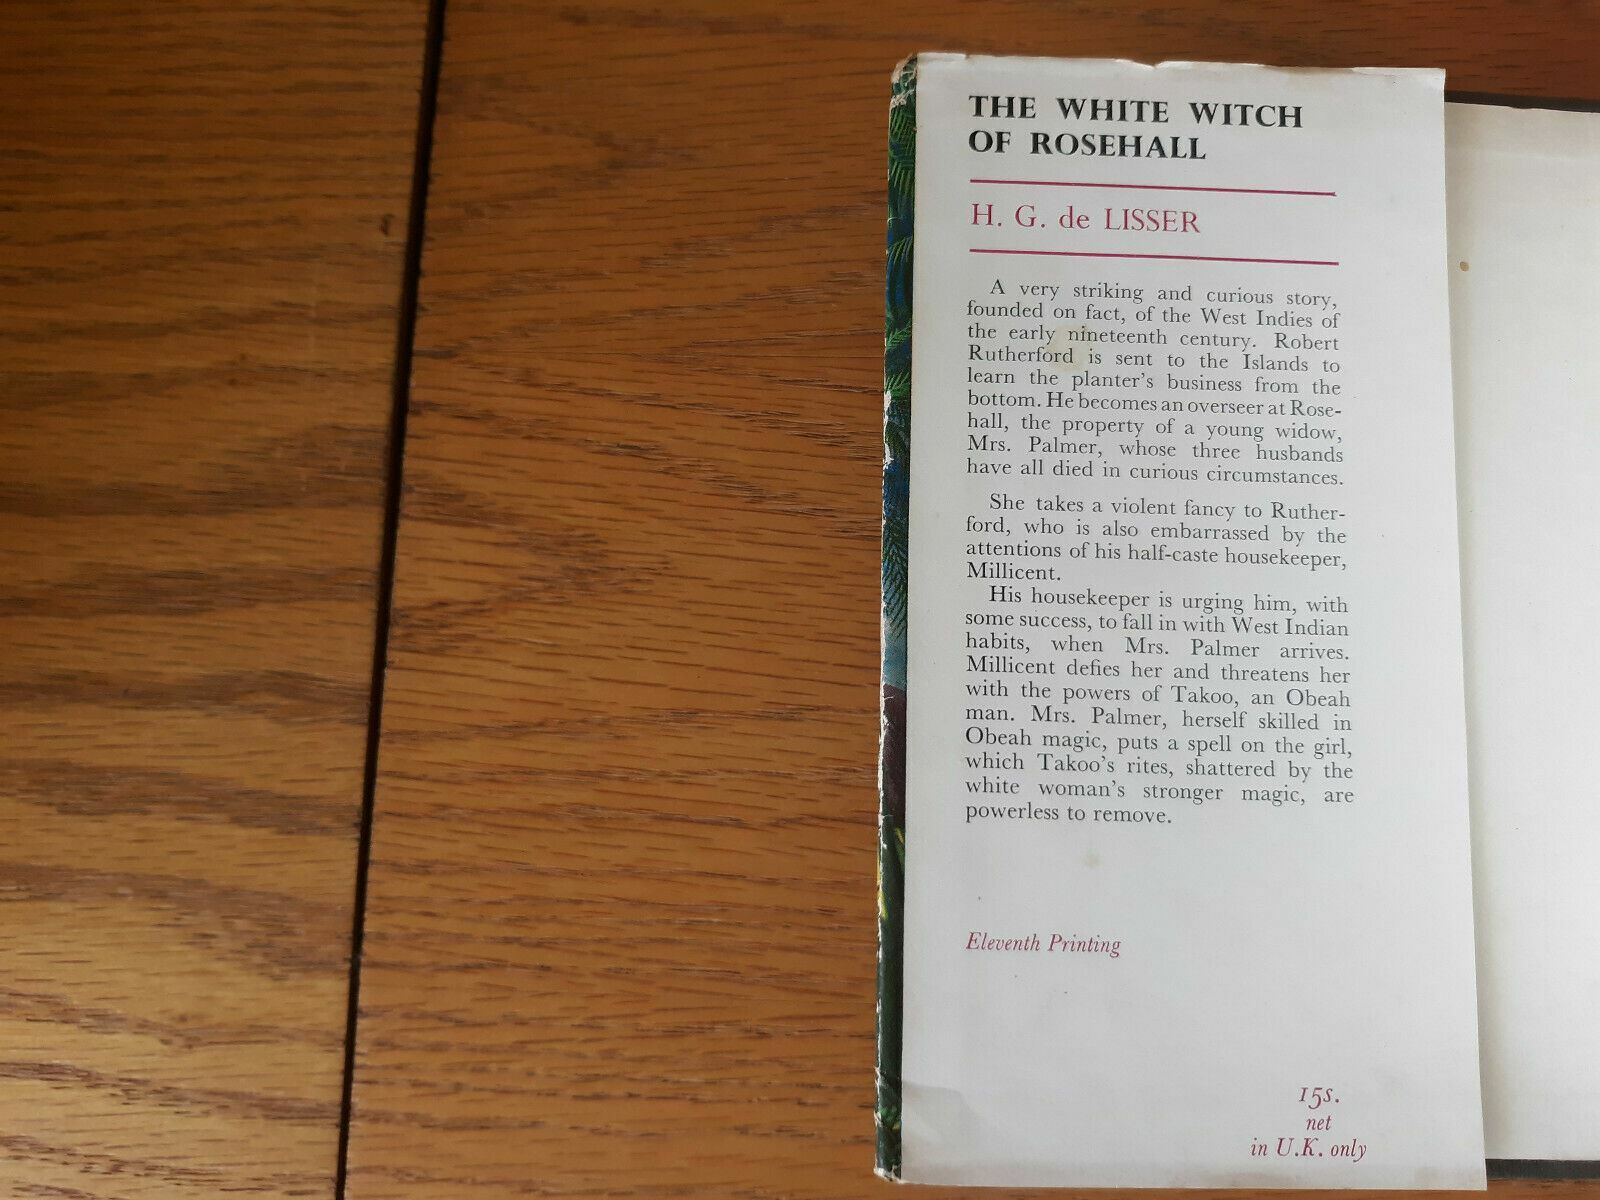 THE WHITE WITCH
OF ROSEHALL
H. G. de LISSER
A very striking and curious story,
founded on fact, of the West Indies of
the early nineteenth century. Robert
Rutherford is sent to the Islands to
learn the planter's business from the
bottom. He becomes an overseer at Rose-
hall, the property of a young widow,
Mrs. Palmer, whose three husbands
have all died in curious circumstances.
She takes a violent fancy to Ruther-
ford, who is also embarrassed by the
attentions of his half-caste housekeeper,
Millicent.
His housekeeper is urging him, with
some success, to fall in with West Indian
habits, when Mrs. Palmer arrives.
Millicent defies her and threatens her
with the powers of Takoo, an Obeah
man. Mrs. Palmer, herself skilled in
Obeah magic, puts a spell on the girl,
which Takoo's rites, shattered by the
white woman's stronger magic, are
powerless to remove.
Eleventh Printing
15s.
net
in U.K. only